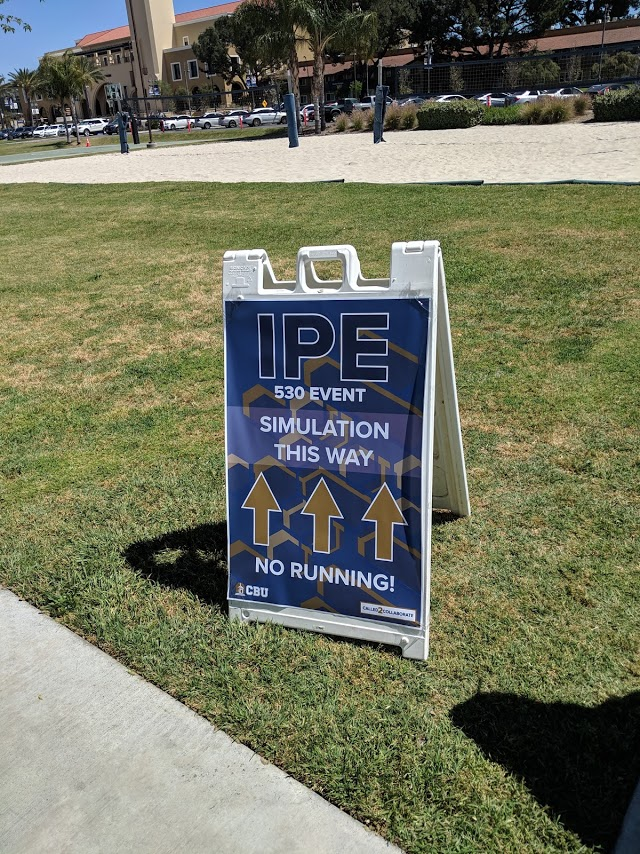 IPE
530 EVENT
SIMULATION
THIS WAY
NO RUNNING!
CBU
CALLED2COLLABORATE